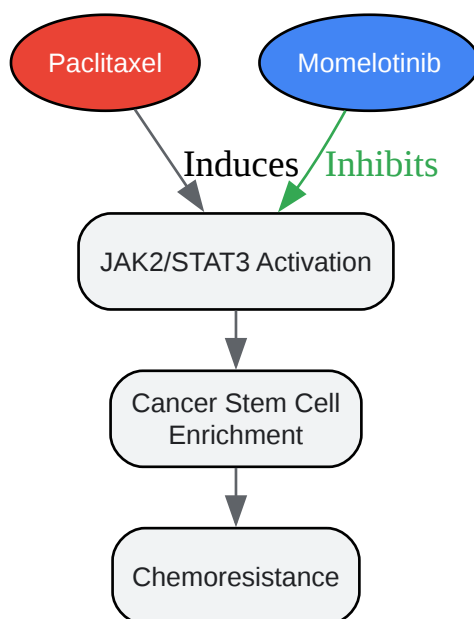 Paclitaxel
Momelotinib
Induces
Inhibits
JAK2/STAT3 Activation
Cancer Stem Cell
Enrichment
Chemoresistance